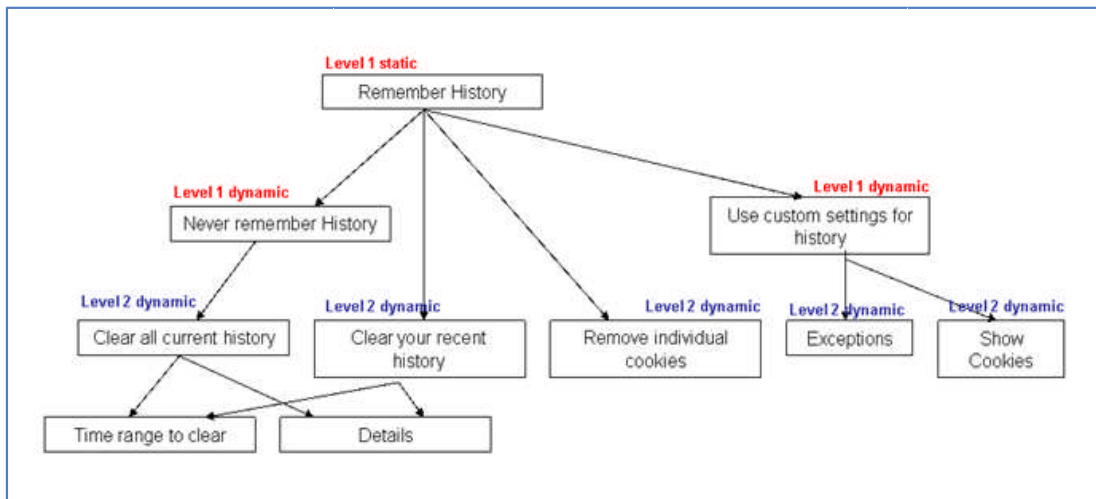 Level 1 static
Remember History
Level 1 dynamic
Never remember History
Level 1 dynamic
Use custom settings for
history
Level 2 dynamic
Clear all current history
Level 2 dynamic
Clear your recent
history
Level 2 dynamic
Remove individual
cookies
Level 2 dynamic
Exceptions
Level 2 dynamic
Show
Cookies
Time range to clear
Details